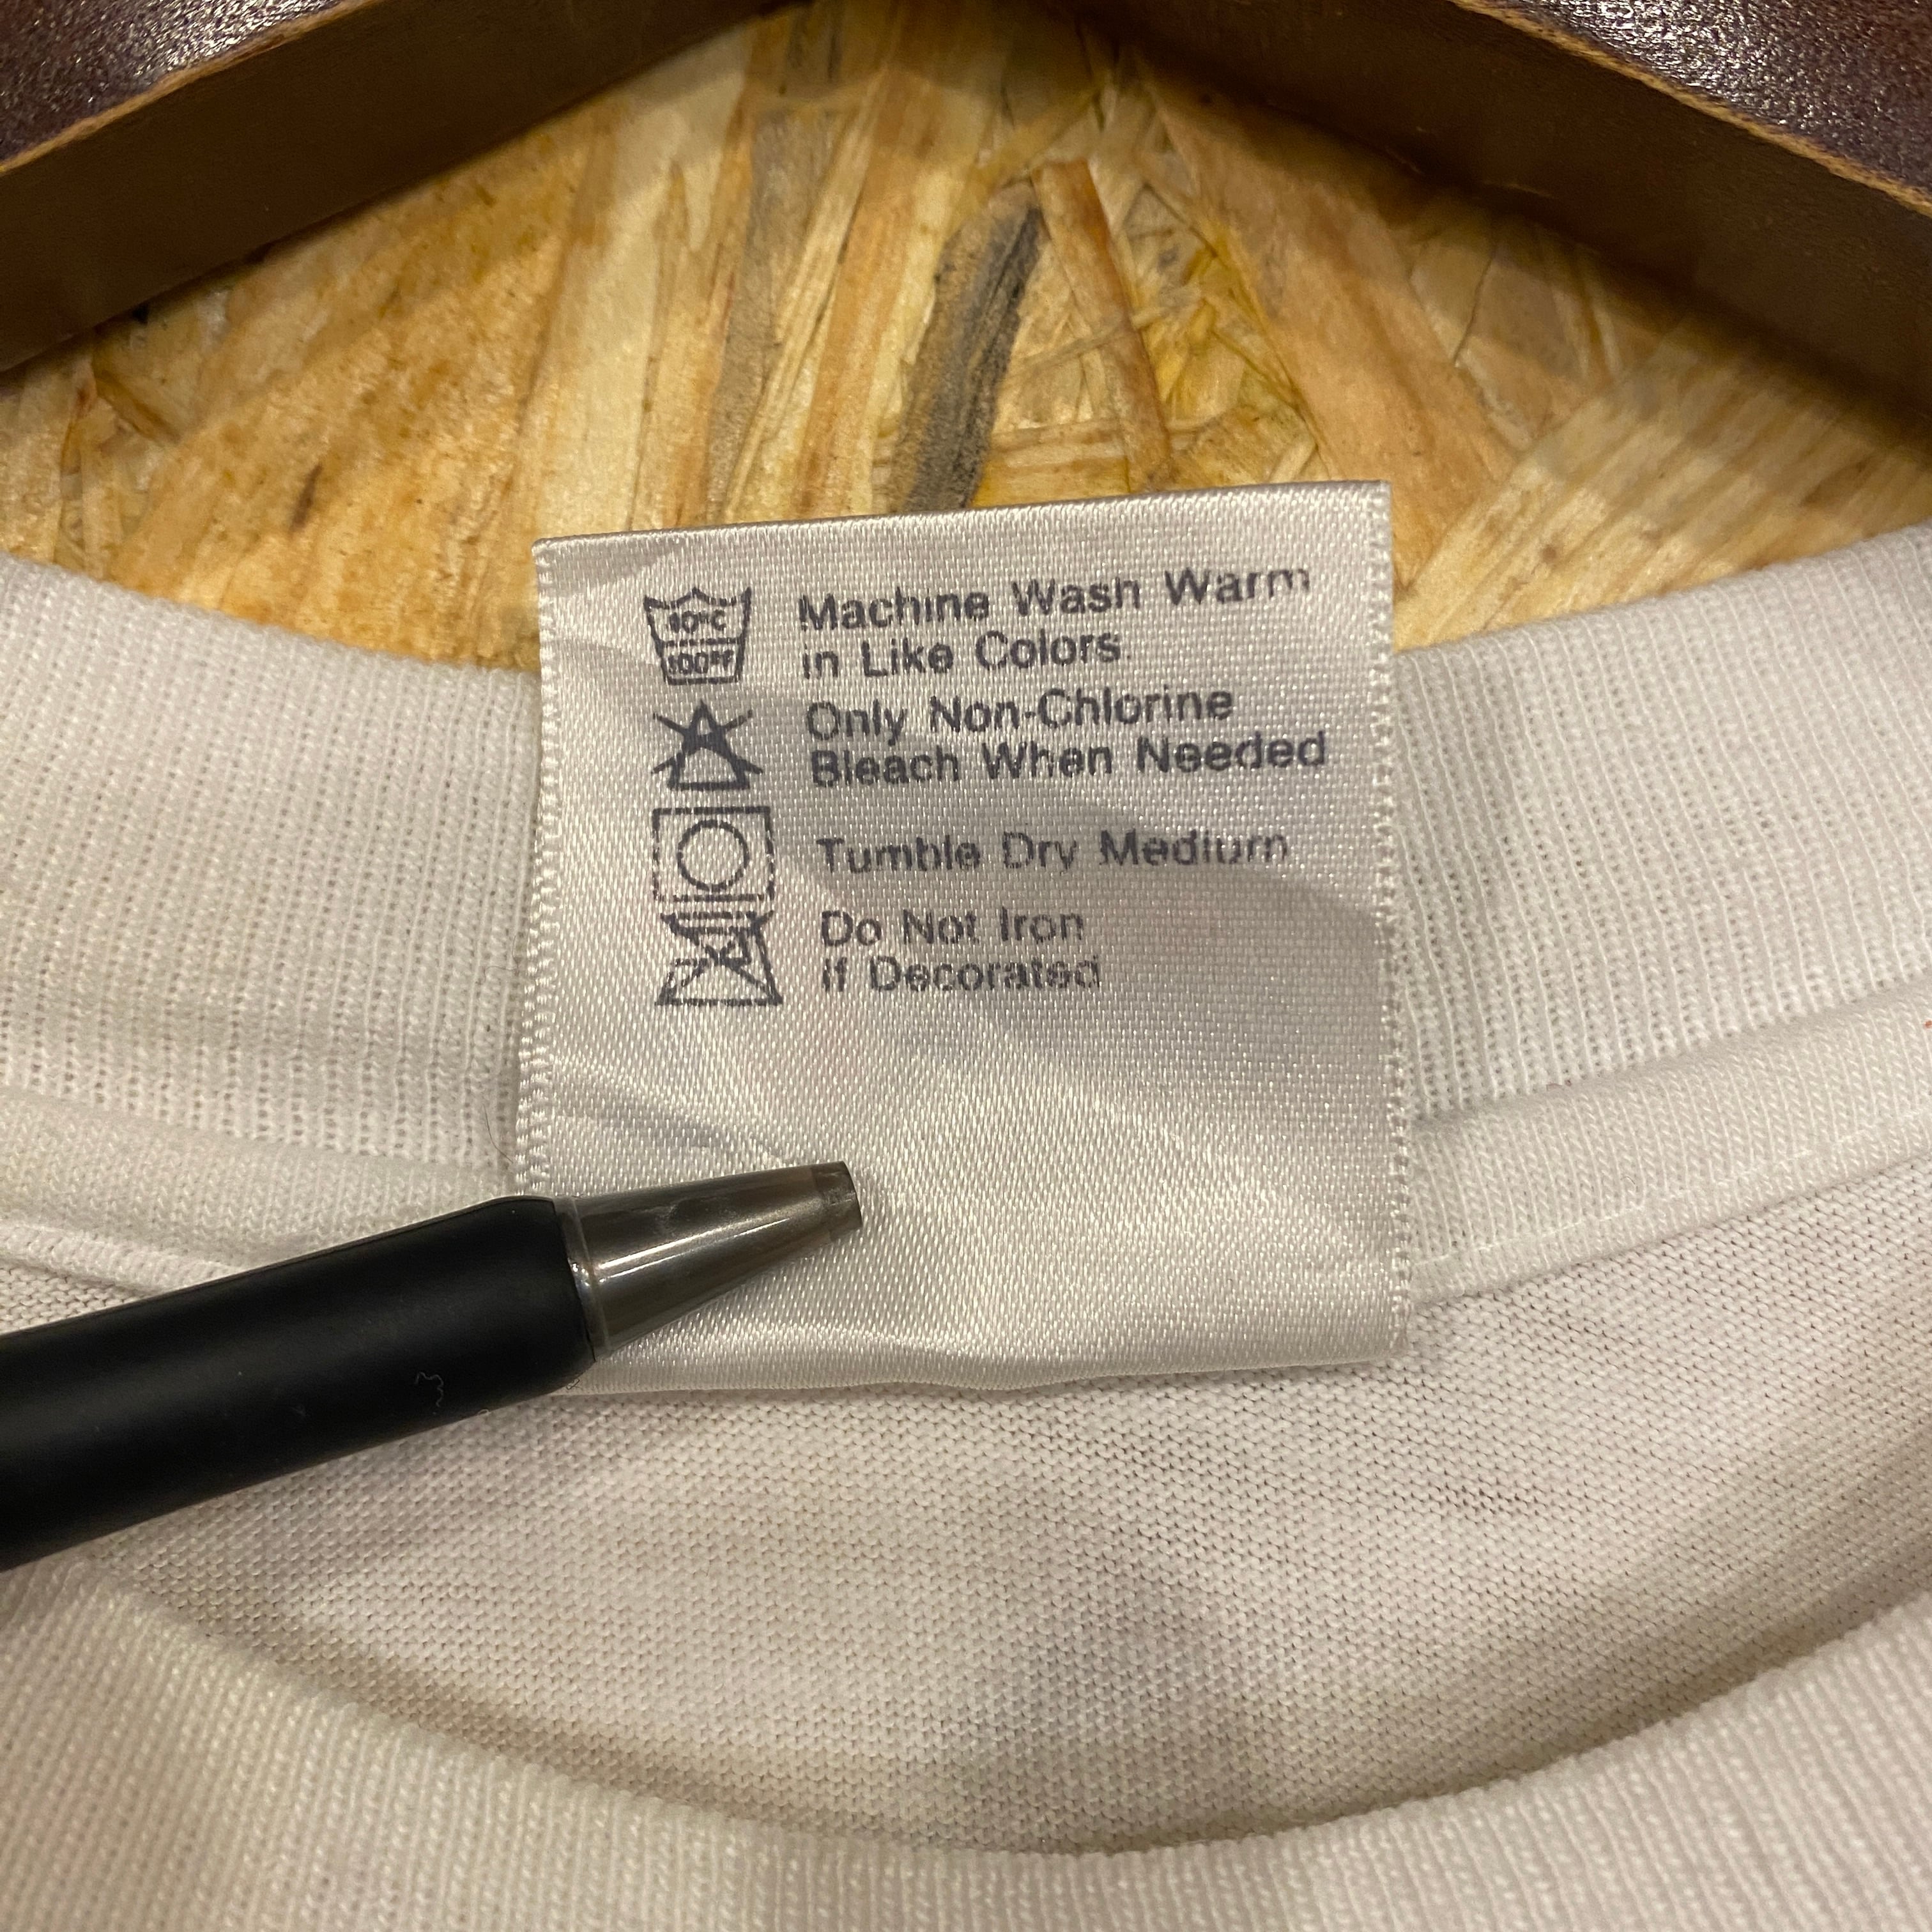 40°C
100°F
Machine Wash Warm
in Like Colors
Only Non-Chlorine
Bleach When Needed
Tumble Dry Medium
Do Not Iron
if Decorated